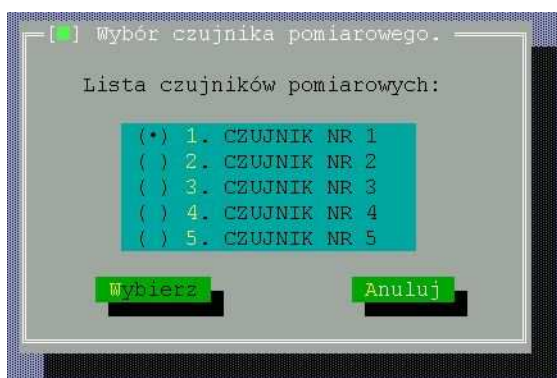 [■] Wybór czujnika pomiarowego.
Lista czujników pomiarowych:
(•) 1. CZUJNIK NR 1
( ) 2. CZUJNIK NR 2
( ) 3. CZUJNIK NR 3
( ) 4. CZUJNIK NR 4
( ) 5. CZUJNIK NR 5
Wybierz Anuluj